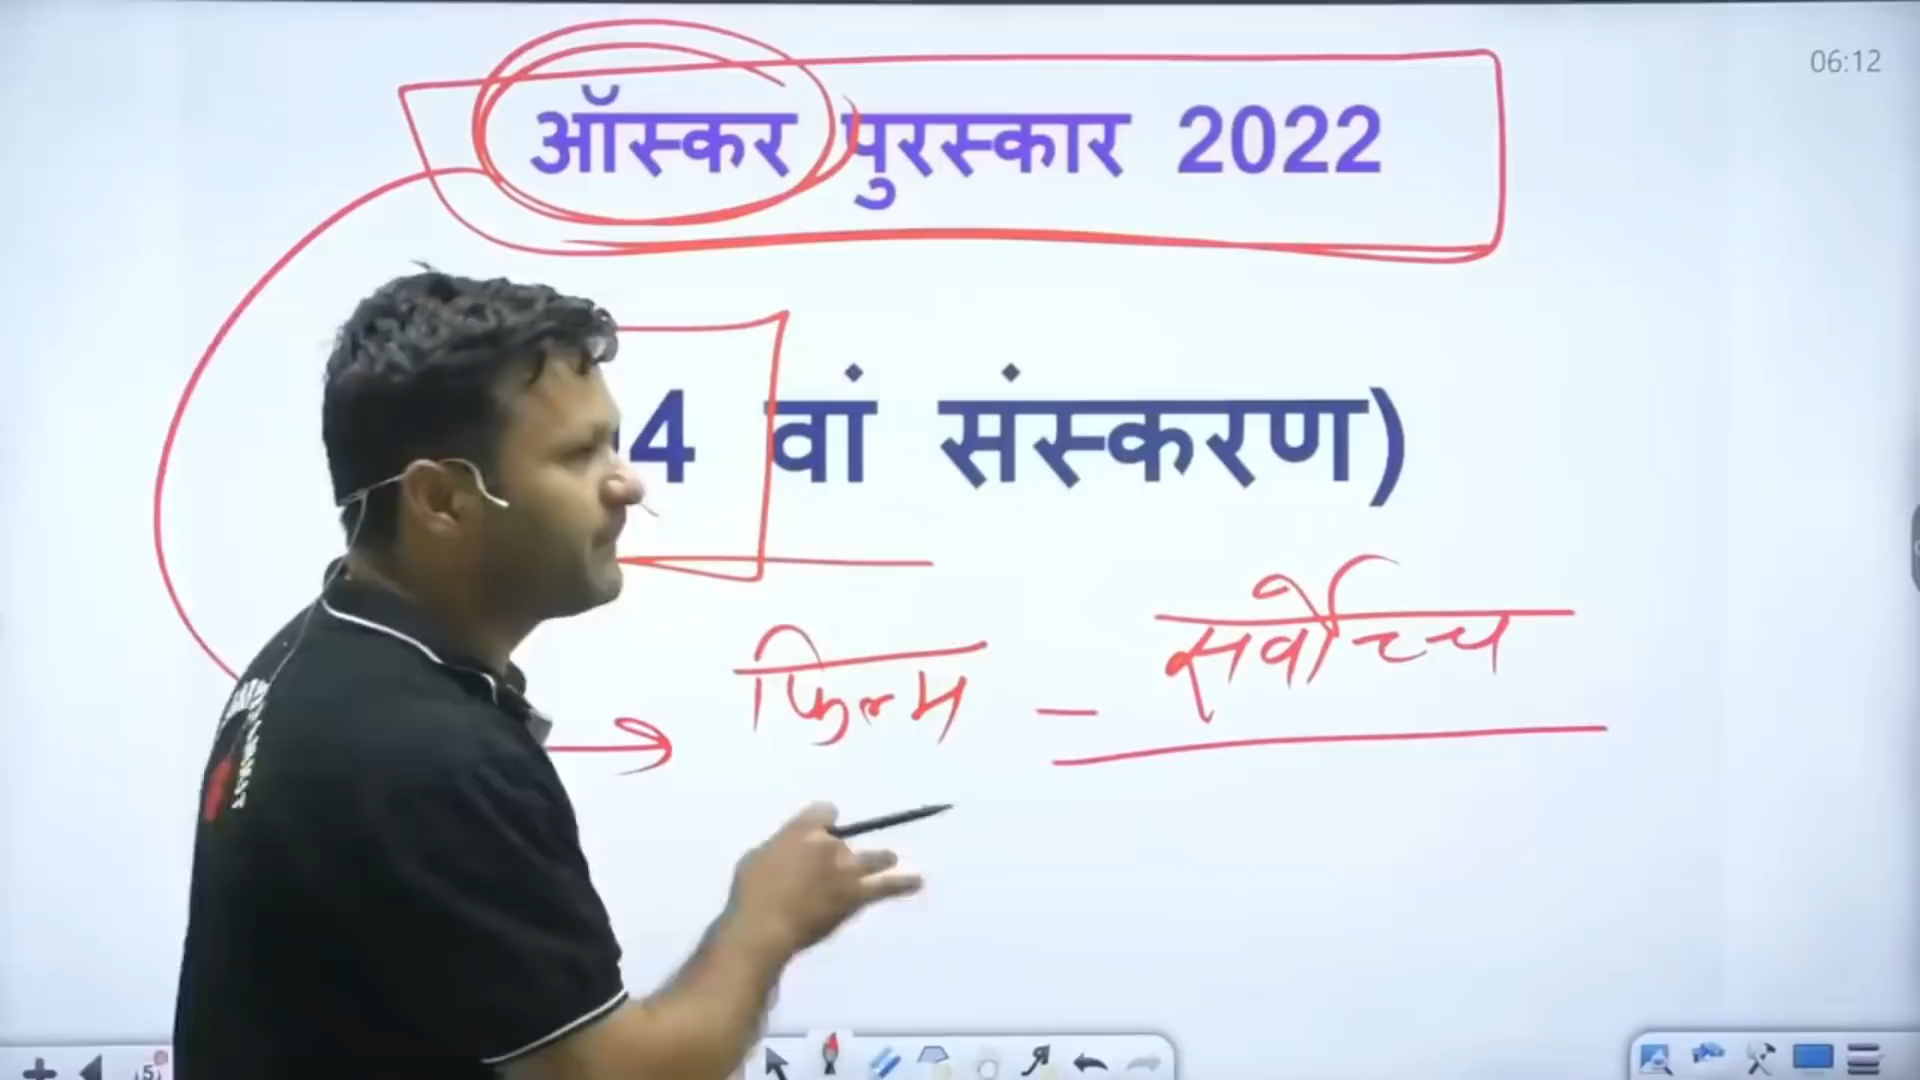 06:12
ऑस्कर पुरस्कार 2022
4 वां संस्करण)
फिल्म - सर्वोच्च